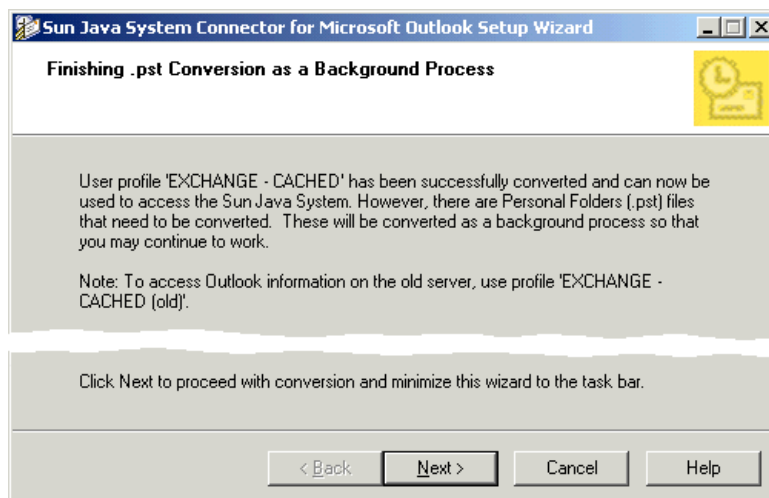 Sun Java System Connector for Microsoft Outlook Setup Wizard
Finishing .pst Conversion as a Background Process
User profile 'EXCHANGE - CACHED' has been successfully converted and can now be
used to access the Sun Java System. However, there are Personal Folders (.pst) files
that need to be converted.  These will be converted as a background process so that
you may continue to work.
Note: To access Outlook information on the old server, use profile 'EXCHANGE -
CACHED (old)'.
Click Next to proceed with conversion and minimize this wizard to the task bar.
< Back
Next >
Cancel
Help